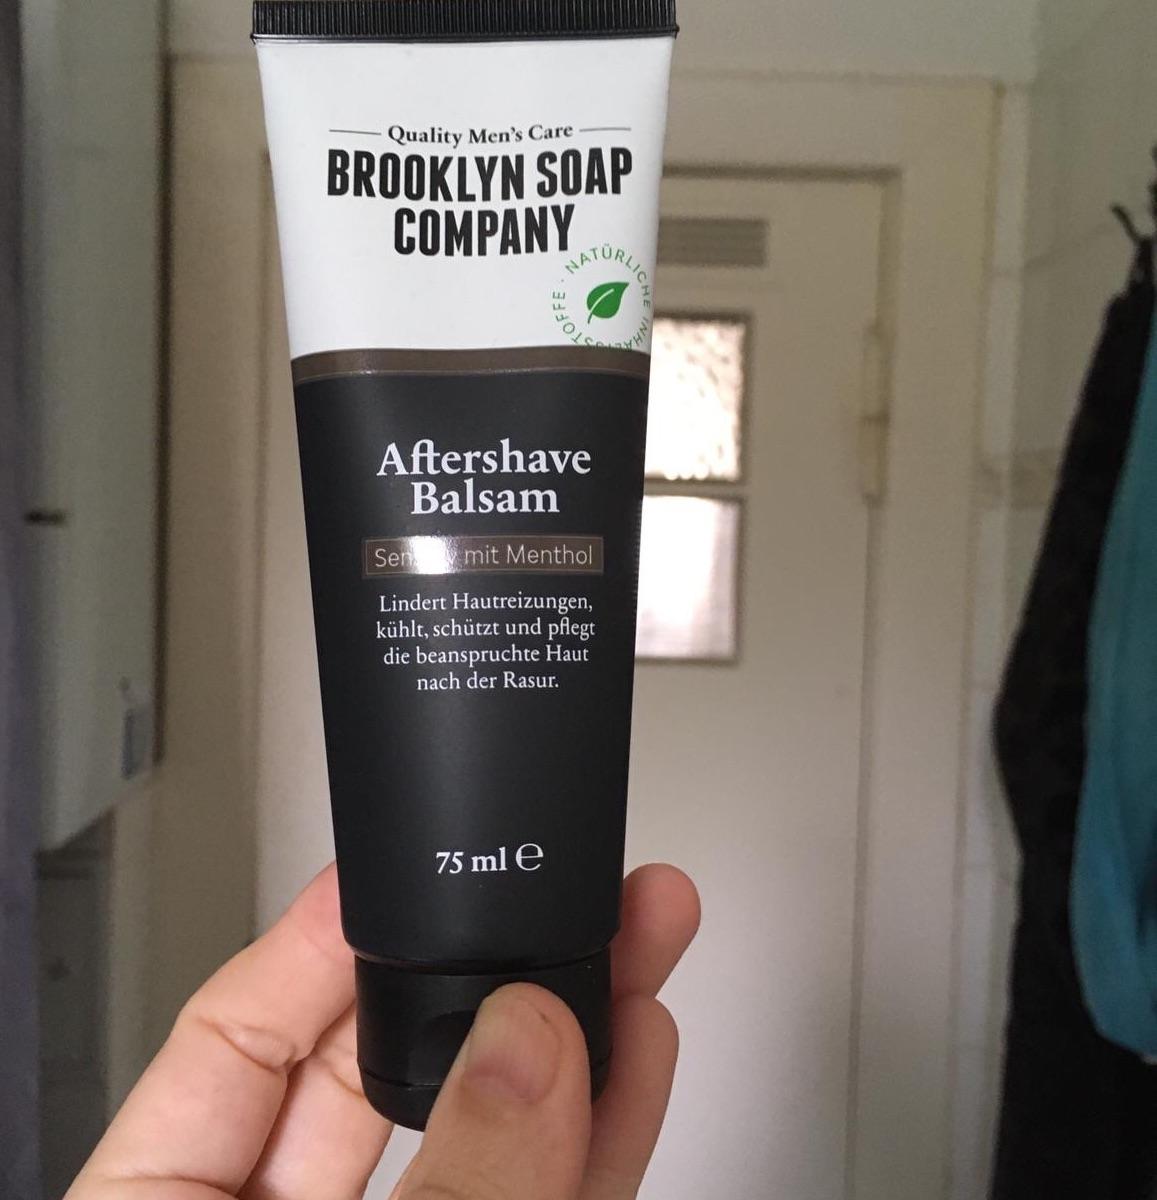 Quality Men's Care
BROOKLYN SOAP
COMPANY
NATÜRLICHE INHALTSSTOFFE ·
Aftershave
Balsam
mit Menthol
Lindert Hautreizungen,
kühlt, schützt und pflegt
die beanspruchte Haut
nach der Rasur.
75 ml ℮